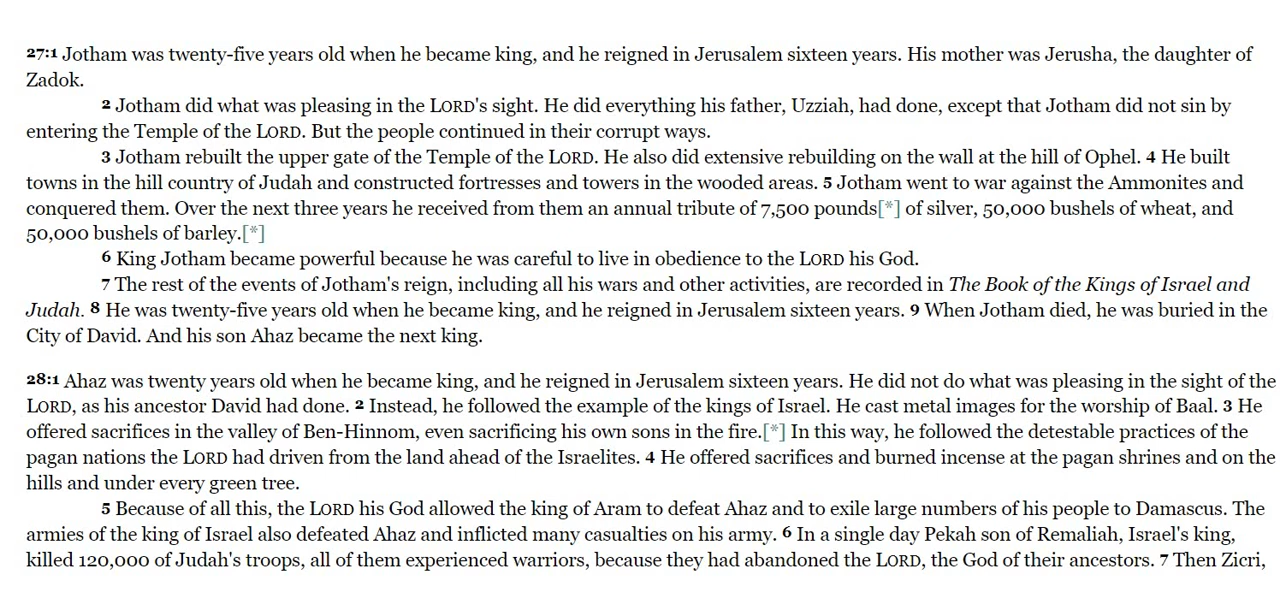 27:1 Jotham was twenty-five years old when he became king, and he reigned in Jerusalem sixteen years. His mother was Jerusha, the daughter of
Zadok.
2 Jotham did what was pleasing in the LORD's sight. He did everything his father, Uzziah, had done, except that Jotham did not sin by
entering the Temple of the LORD. But the people continued in their corrupt ways.
3 Jotham rebuilt the upper gate of the Temple of the LORD. He also did extensive rebuilding on the wall at the hill of Ophel. 4 He built
towns in the hill country of Judah and constructed fortresses and towers in the wooded areas. 5 Jotham went to war against the Ammonites and
conquered them. Over the next three years he received from them an annual tribute of 7,500 pounds[*] of silver, 50,000 bushels of wheat, and
50,000 bushels of barley.[*]
6 King Jotham became powerful because he was careful to live in obedience to the LORD his God.
7 The rest of the events of Jotham's reign, including all his wars and other activities, are recorded in The Book of the Kings of Israel and
Judah. 8 He was twenty-five years old when he became king, and he reigned in Jerusalem sixteen years. 9 When Jotham died, he was buried in the
City of David. And his son Ahaz became the next king.
28:1 Ahaz was twenty years old when he became king, and he reigned in Jerusalem sixteen years. He did not do what was pleasing in the sight of the
LORD, as his ancestor David had done. 2 Instead, he followed the example of the kings of Israel. He cast metal images for the worship of Baal. 3 He
offered sacrifices in the valley of Ben-Hinnom, even sacrificing his own sons in the fire.[*] In this way, he followed the detestable practices of the
pagan nations the LORD had driven from the land ahead of the Israelites. 4 He offered sacrifices and burned incense at the pagan shrines and on the
hills and under every green tree.
5 Because of all this, the LORD his God allowed the king of Aram to defeat Ahaz and to exile large numbers of his people to Damascus. The
armies of the king of Israel also defeated Ahaz and inflicted many casualties on his army. 6 In a single day Pekah son of Remaliah, Israel's king,
killed 120,000 of Judah's troops, all of them experienced warriors, because they had abandoned the LORD, the God of their ancestors. 7 Then Zicri,